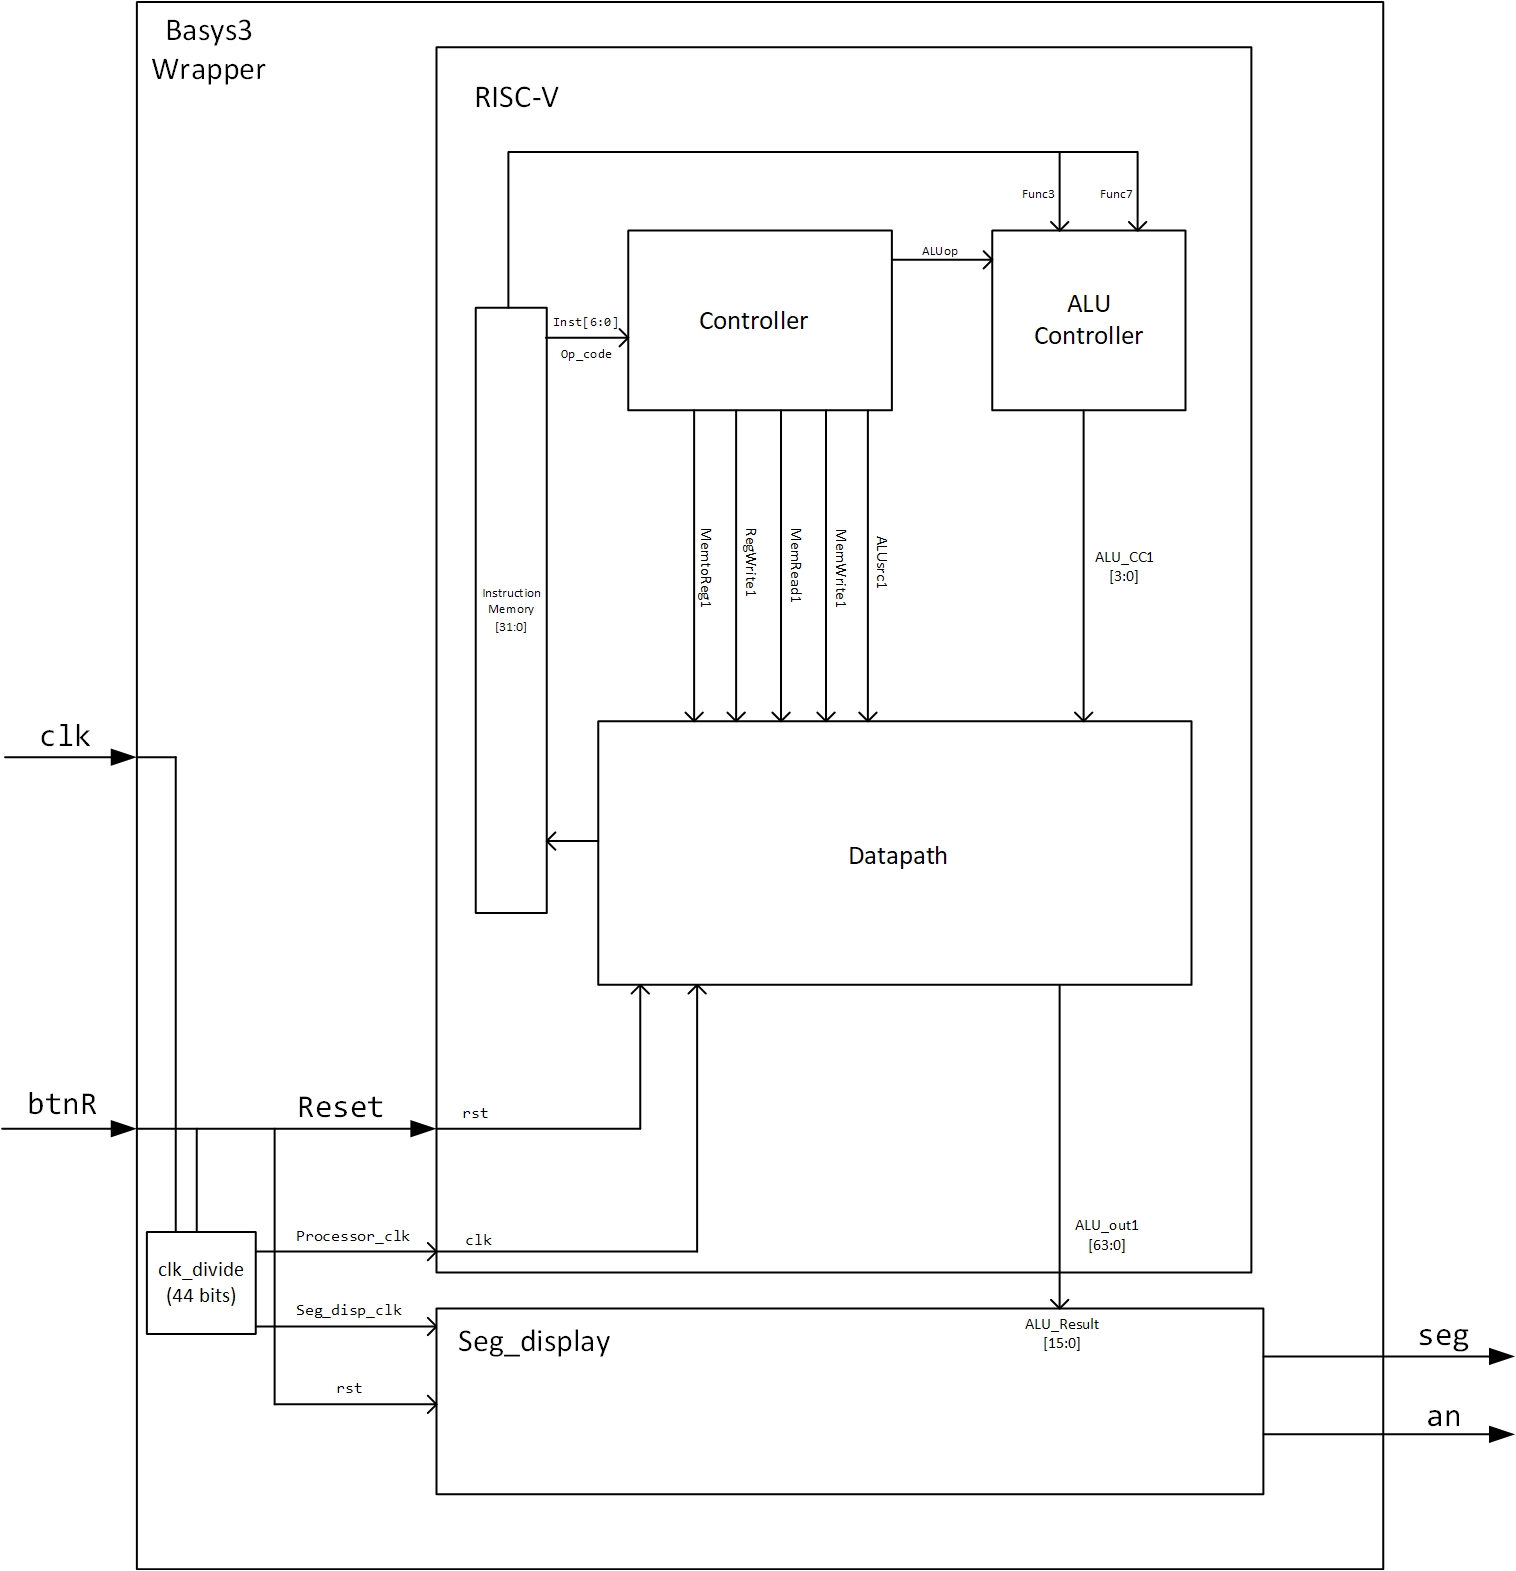 Basys3
Wrapper
RISC-V
Func3
Func7
ALUop
Controller
ALU
Controller
Inst[6:0]
Op_code
MemtoReg1
RegWrite1
MemRead1
MemWrite1
ALUsrc1
ALU_CC1
[3:0]
Instruction
Memory
[31:0]
clk
Datapath
btnR
Reset
rst
Processor_clk
clk
ALU_out1
[63:0]
clk_divide
(44 bits)
Seg_disp_clk
Seg_display
ALU_Result
[15:0]
seg
rst
an